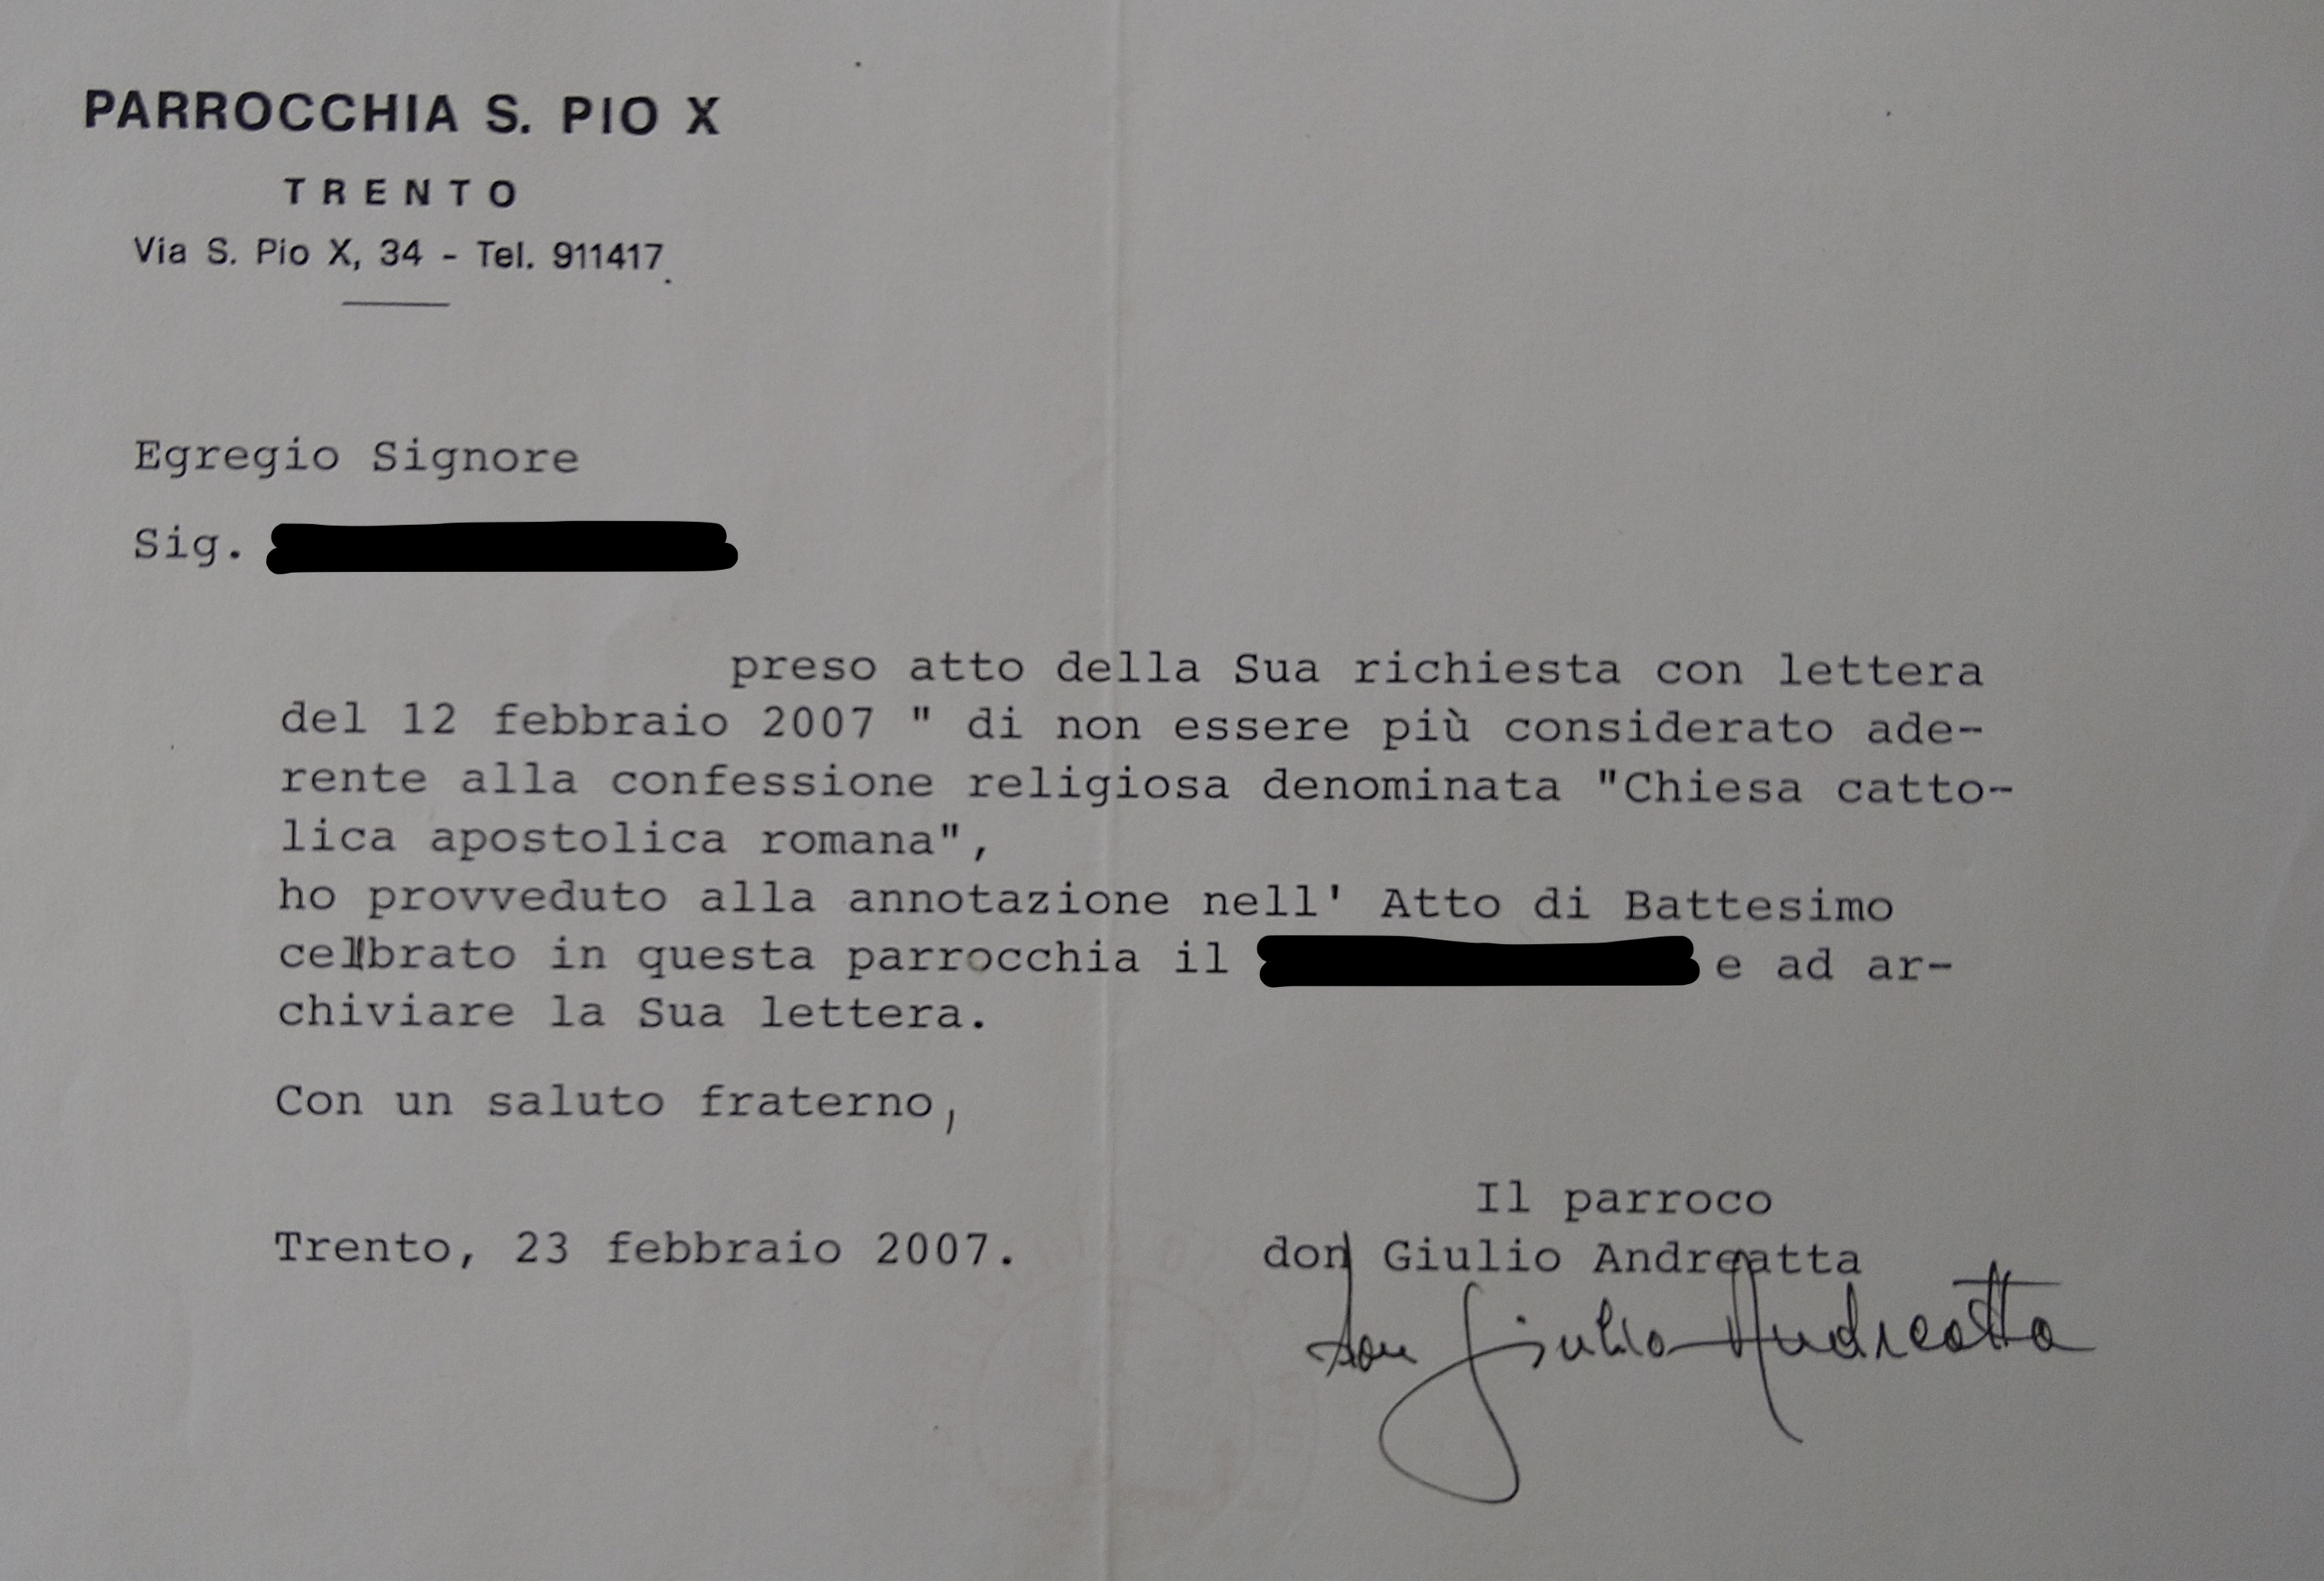 PARROCCHIA S. PIO X
TRENTO
Via S. Pio X, 34 - Tel. 911417
Egregio Signore
Sig.
preso atto della Sua richiesta con lettera
del 12 febbraio 2007 " di non essere più considerato ade-
rente alla confessione religiosa denominata "Chiesa catto-
lica apostolica romana",
ho provveduto alla annotazione nell' Atto di Battesimo
celbrato in questa parrocchia il e ad ar-
chiviare la Sua lettera.
Con un saluto fraterno,
Il parroco
Trento, 23 febbraio 2007. don Giulio Andreatta
don Giulio Andreatta